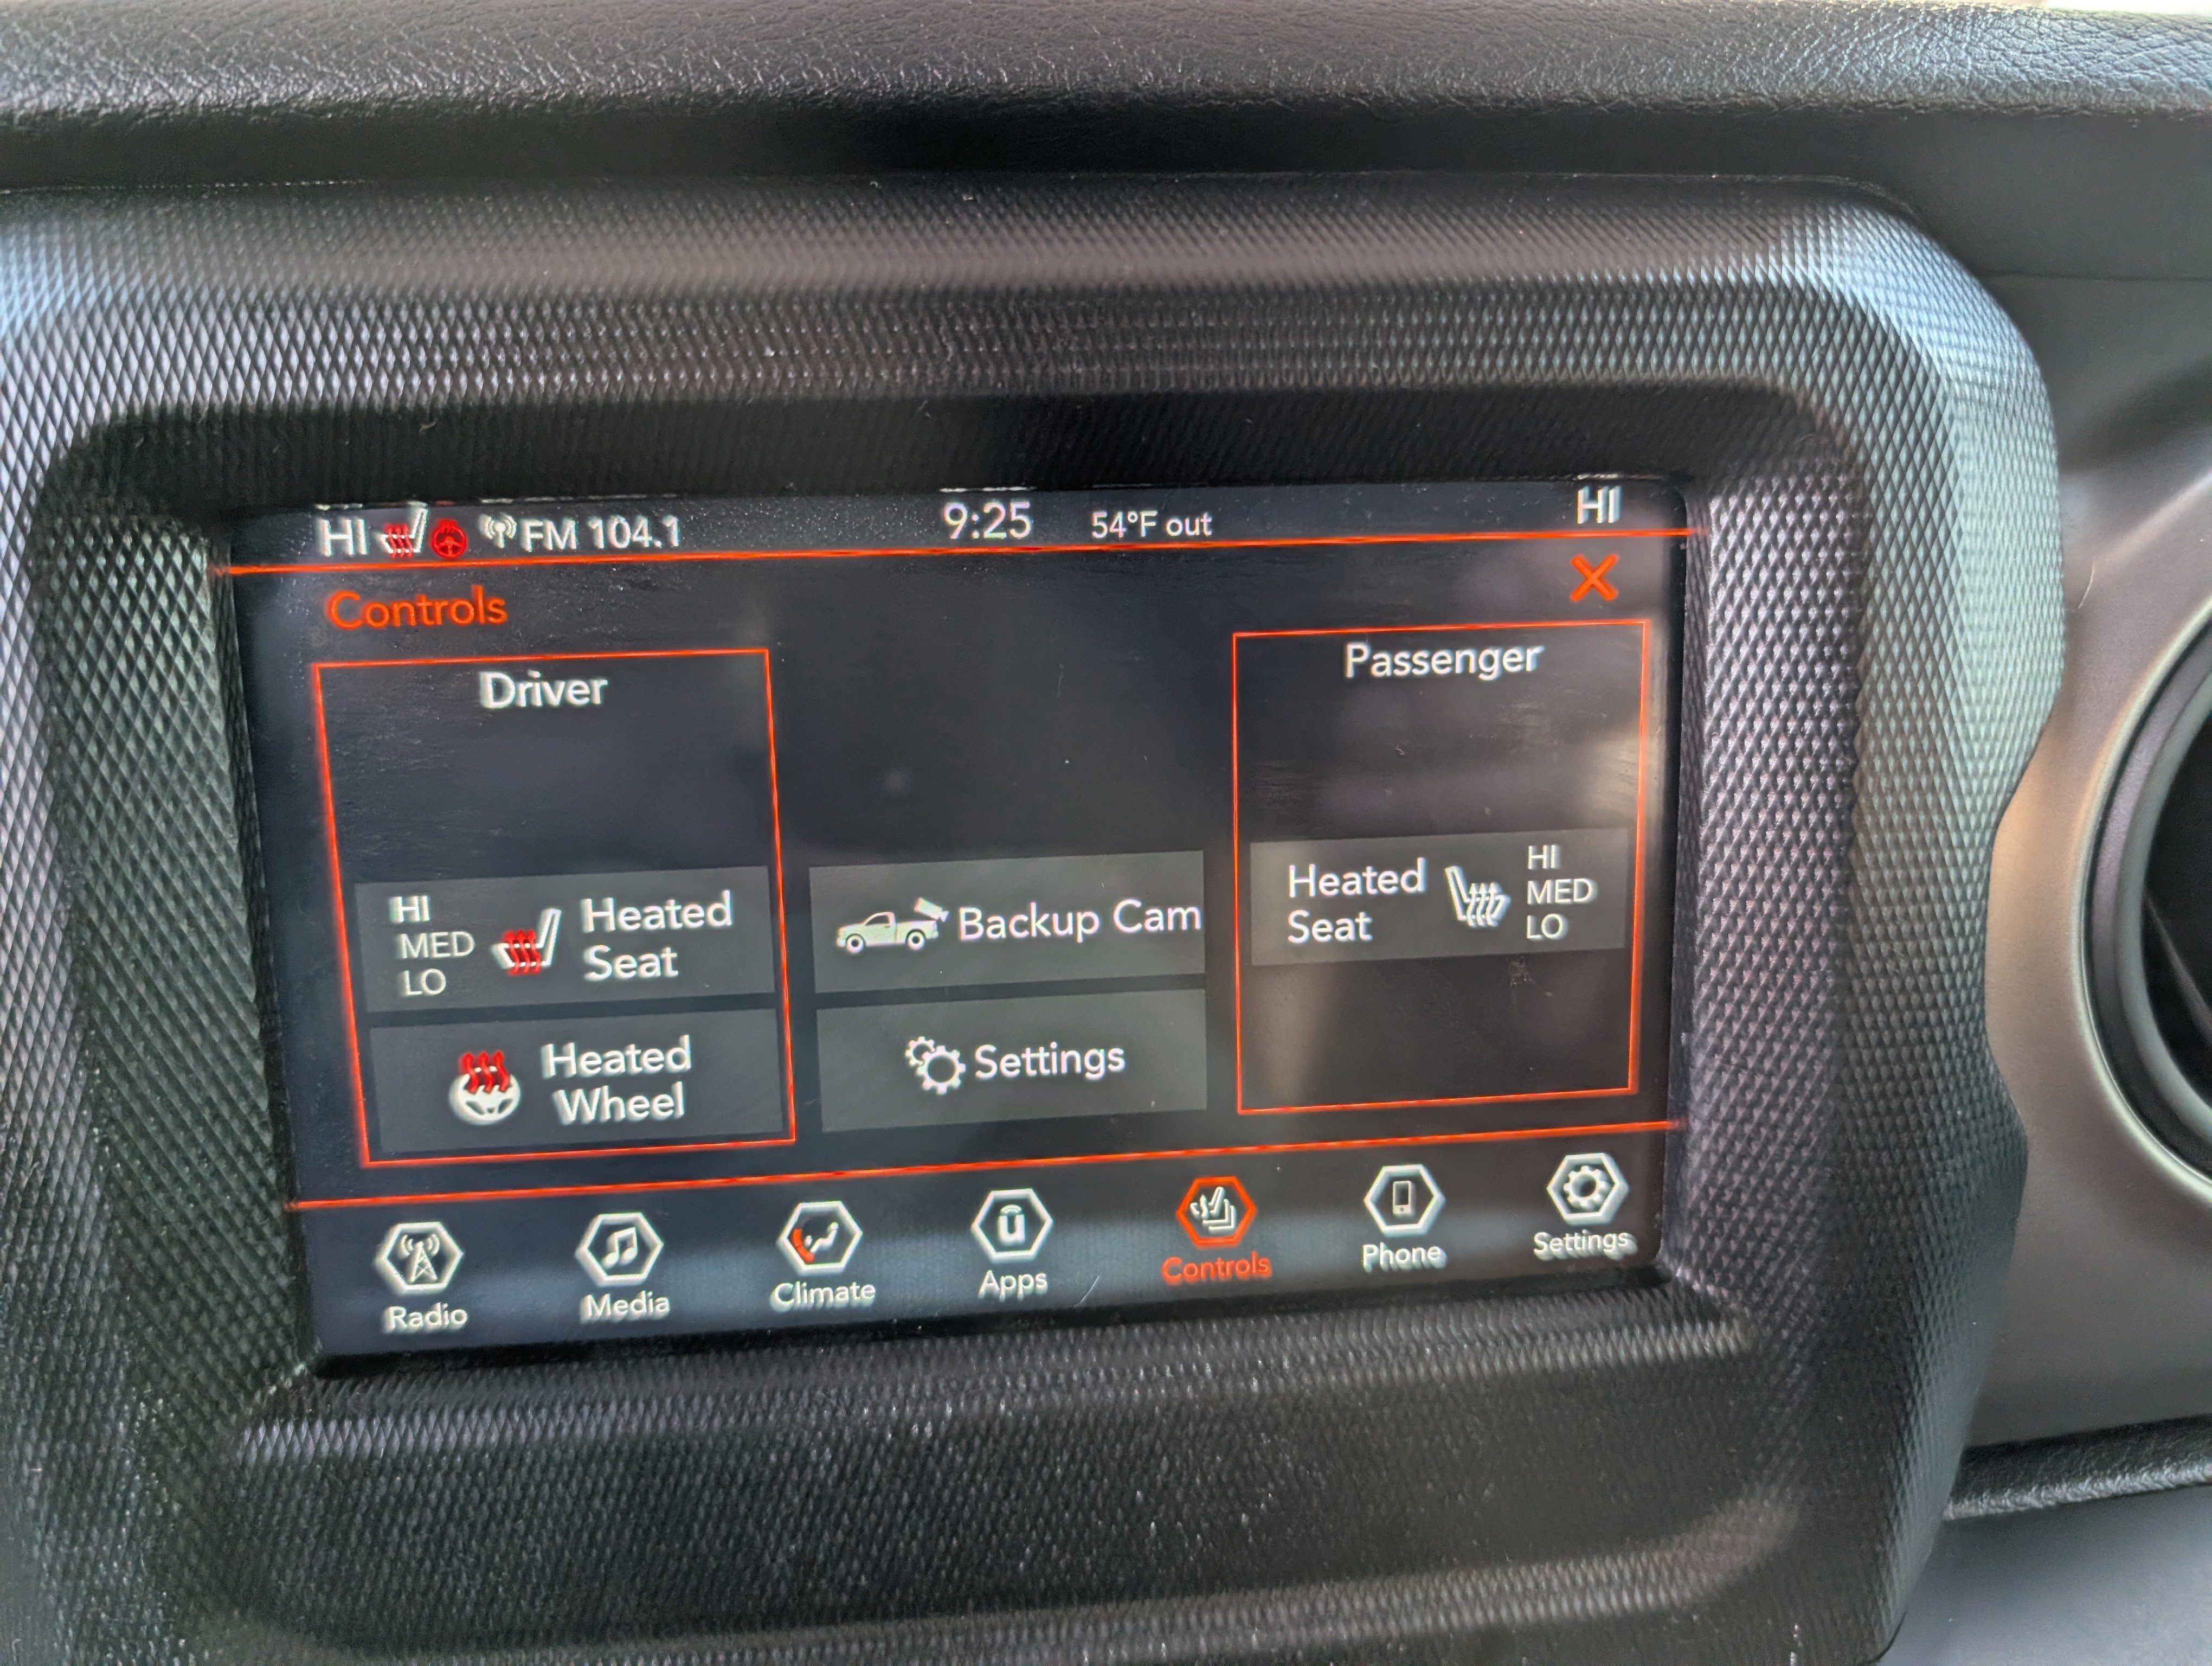 HI FM 104.1 9:25 54°F out HI
Controls
Driver
HI
MED
LO
Heated
Seat
Heated
Wheel
Backup Cam
Settings
Passenger
Heated
Seat
HI
MED
LO
Radio
Media
Climate
Apps
Controls
Phone
Settings